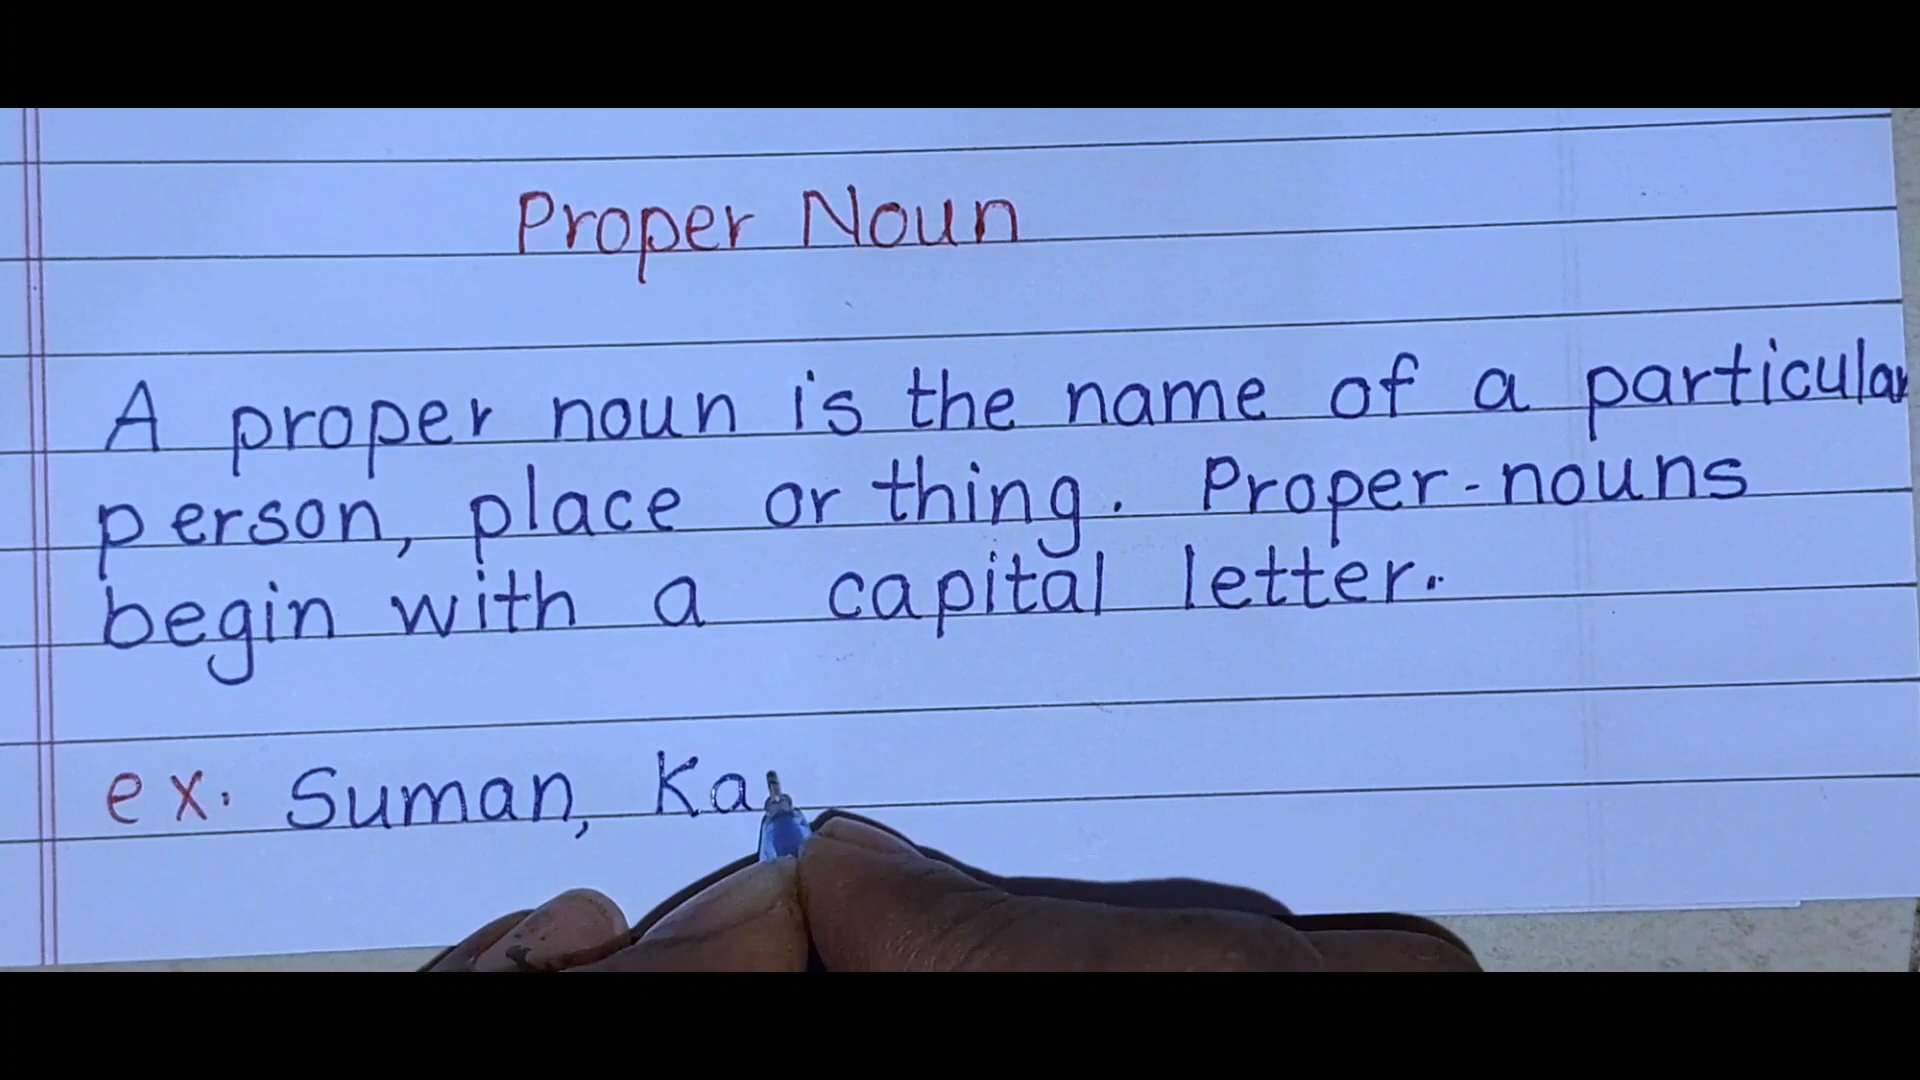 Proper Noun
A proper noun is the name of a particular
person, place or thing. Proper-nouns
begin with a capital letter.
ex. Suman, Ka